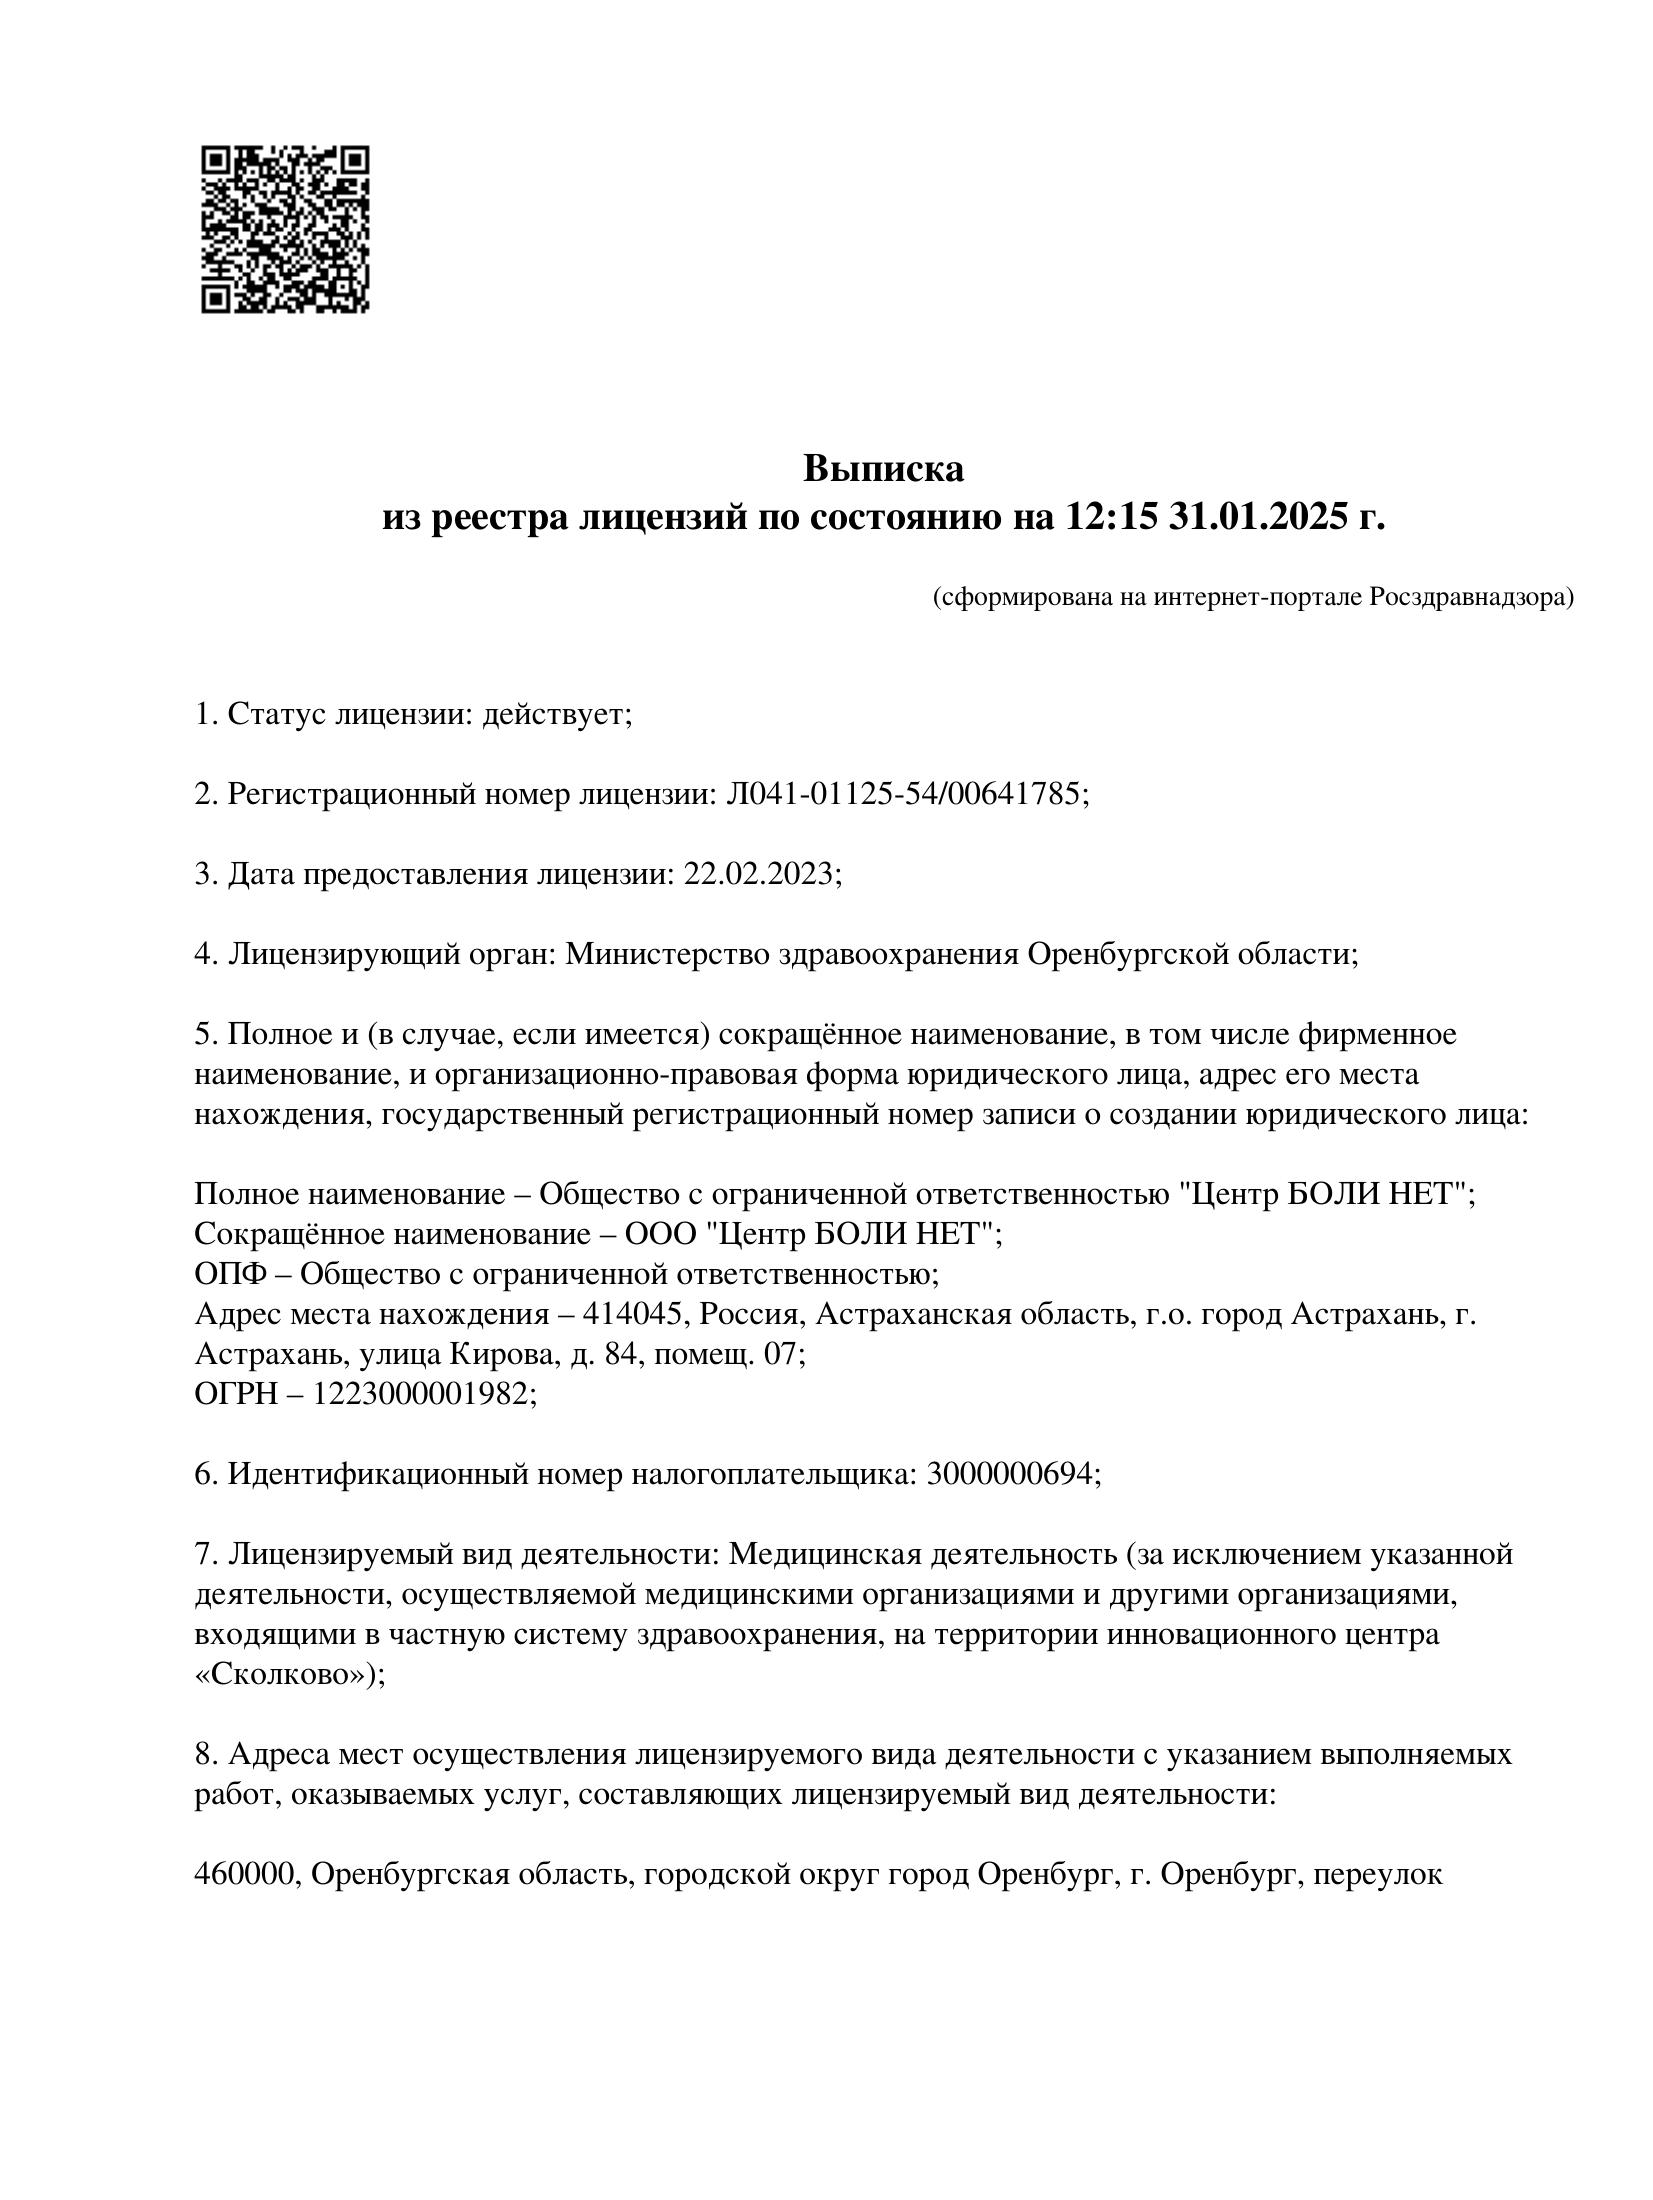 Выписка
из реестра лицензий по состоянию на 12:15 31.01.2025 г.
(сформирована на интернет-портале Росздравнадзора)
1. Статус лицензии: действует;
2. Регистрационный номер лицензии: Л041-01125-54/00641785;
3. Дата предоставления лицензии: 22.02.2023;
4. Лицензирующий орган: Министерство здравоохранения Оренбургской области;
5. Полное и (в случае, если имеется) сокращённое наименование, в том числе фирменное
наименование, и организационно-правовая форма юридического лица, адрес его места
нахождения, государственный регистрационный номер записи о создании юридического лица:
Полное наименование – Общество с ограниченной ответственностью "Центр БОЛИ НЕТ";
Сокращённое наименование – ООО "Центр БОЛИ НЕТ";
ОПФ – Общество с ограниченной ответственностью;
Адрес места нахождения – 414045, Россия, Астраханская область, г.о. город Астрахань, г.
Астрахань, улица Кирова, д. 84, помещ. 07;
ОГРН – 1223000001982;
6. Идентификационный номер налогоплательщика: 3000000694;
7. Лицензируемый вид деятельности: Медицинская деятельность (за исключением указанной
деятельности, осуществляемой медицинскими организациями и другими организациями,
входящими в частную систему здравоохранения, на территории инновационного центра
«Сколково»);
8. Адреса мест осуществления лицензируемого вида деятельности с указанием выполняемых
работ, оказываемых услуг, составляющих лицензируемый вид деятельности:
460000, Оренбургская область, городской округ город Оренбург, г. Оренбург, переулок